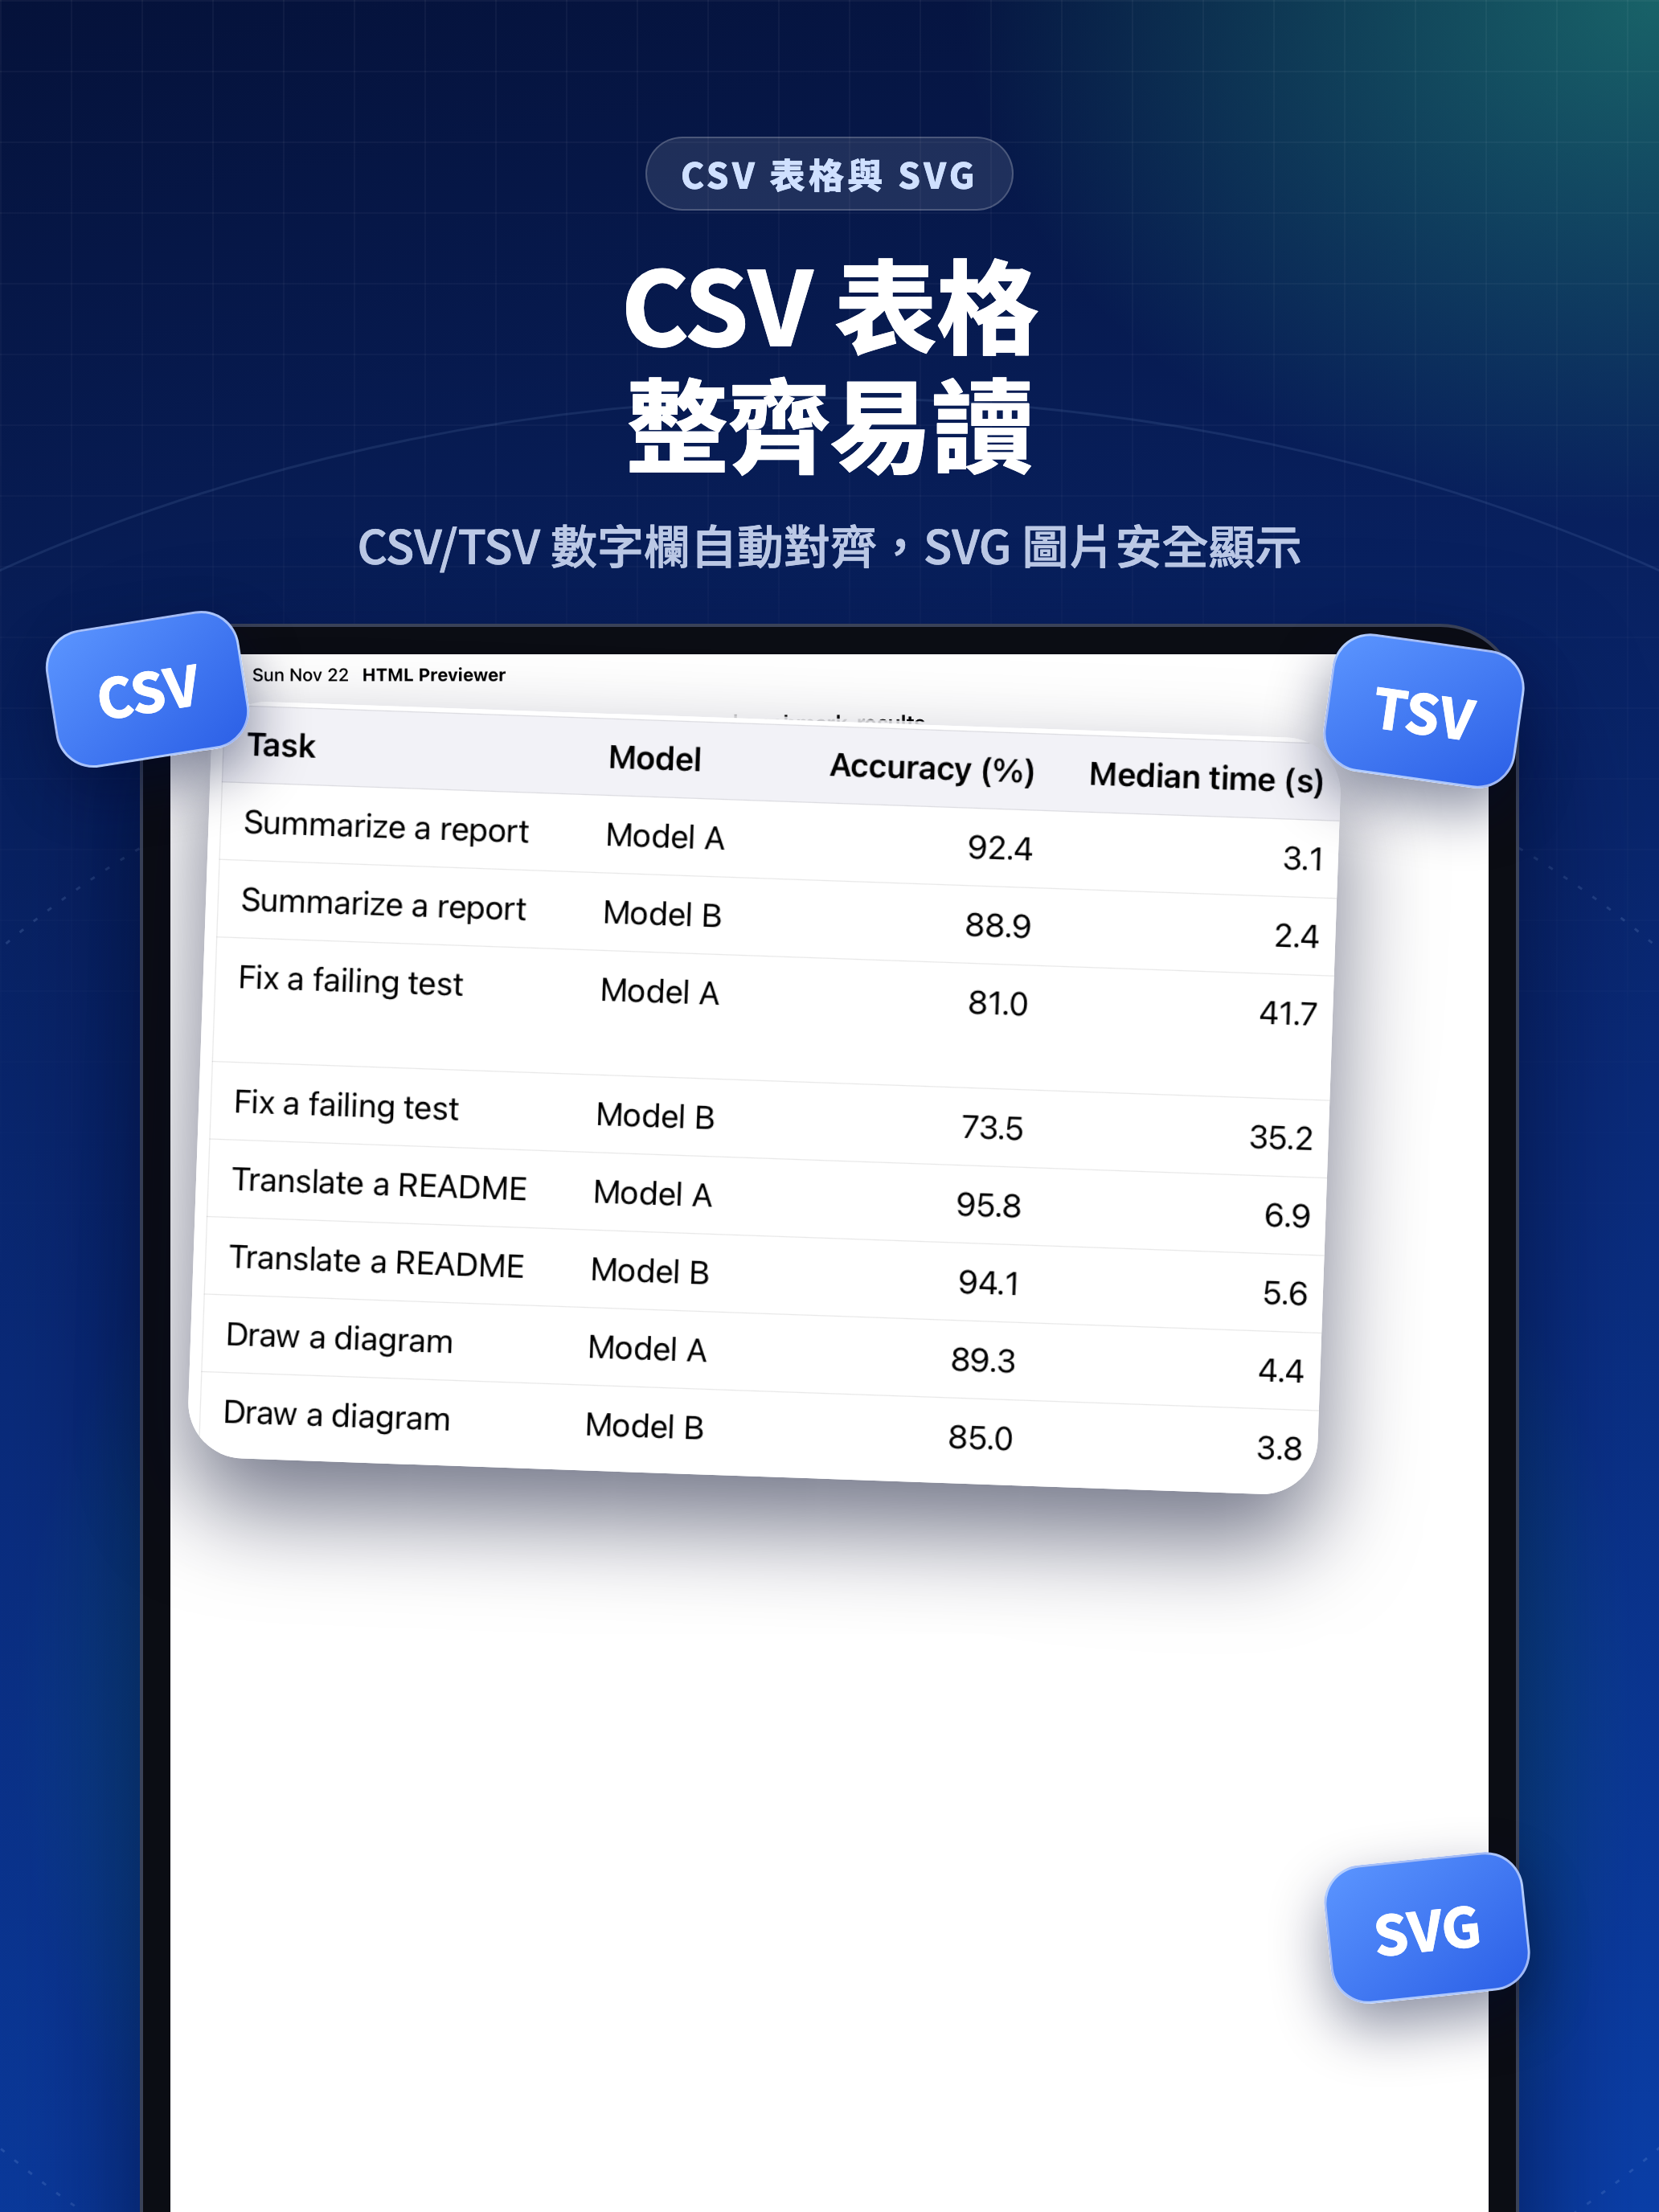 CSV 表格與 SVG
CSV 表格
整齊易讀
CSV/TSV 數字欄自動對齊，SVG 圖片安全顯示
CSV
TSV
Sun Nov 22 HTML Previewer
Task Model Accuracy (%) Median time (s)
Summarize a report Model A 92.4 3.1
Summarize a report Model B 88.9 2.4
Fix a failing test Model A 81.0 41.7
Fix a failing test Model B 73.5 35.2
Translate a README Model A 95.8 6.9
Translate a README Model B 94.1 5.6
Draw a diagram Model A 89.3 4.4
Draw a diagram Model B 85.0 3.8
SVG